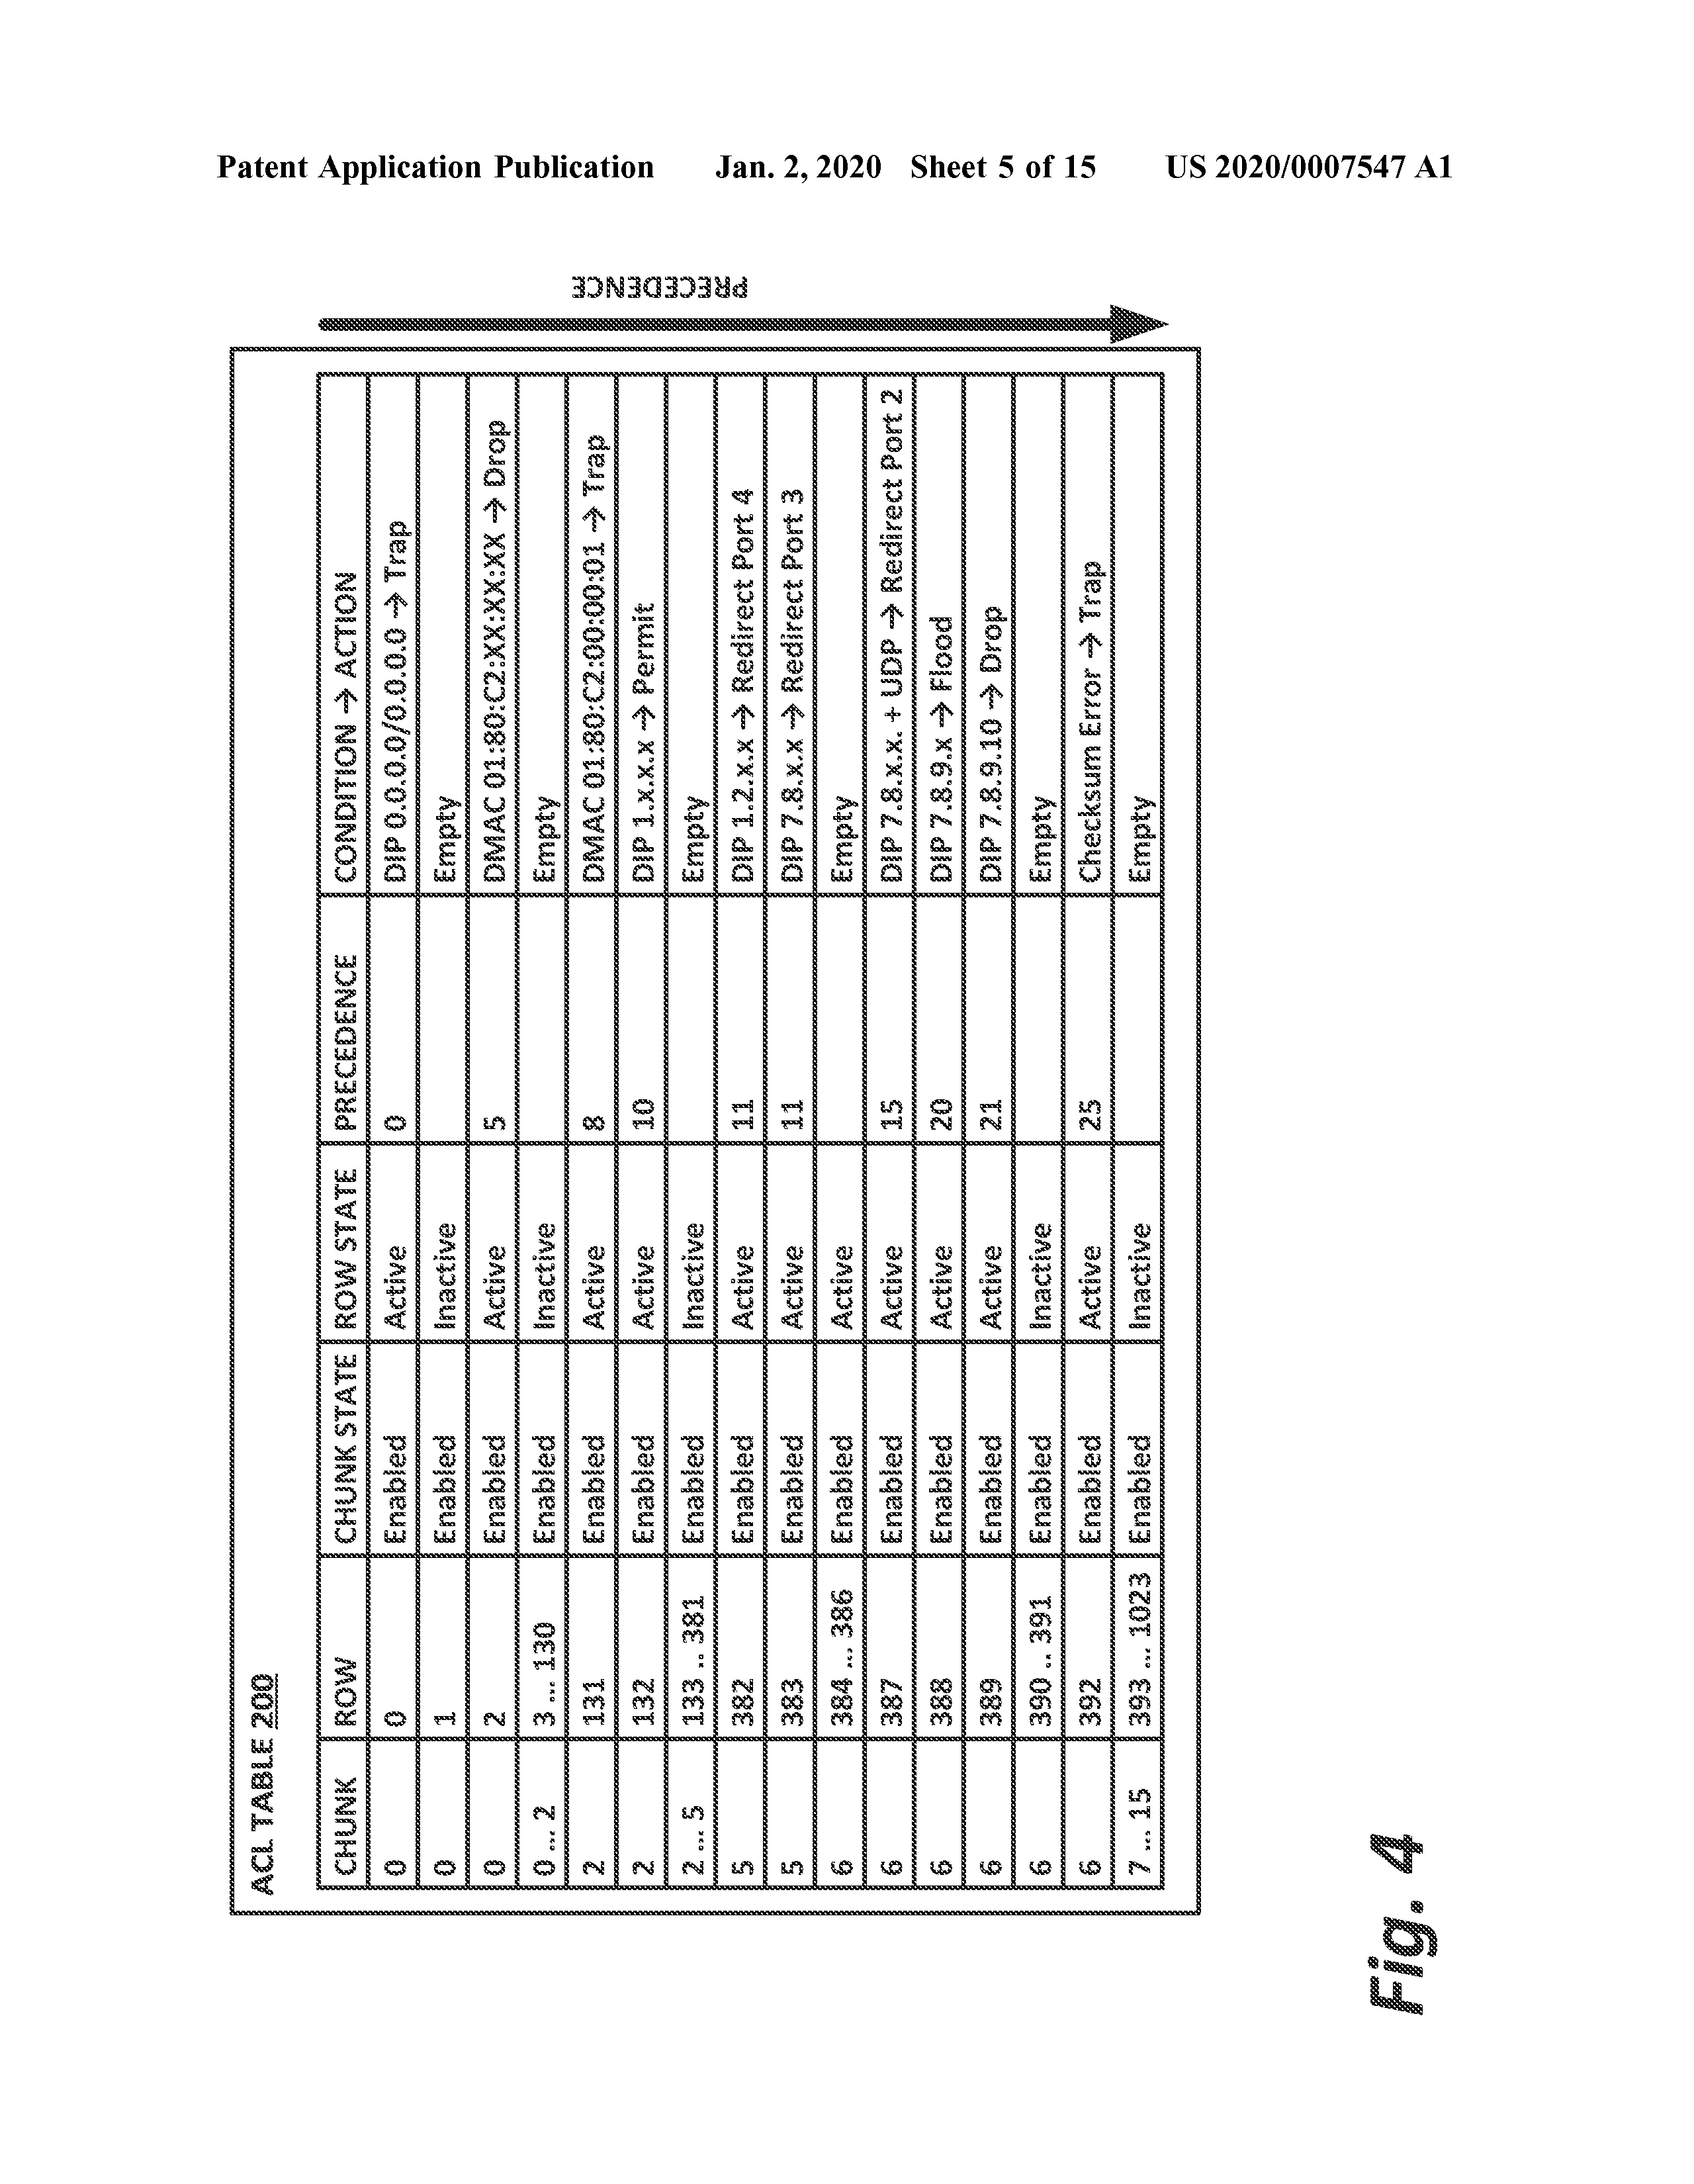 Patent Application Publication Jan. 2, 2020 Sheet 5 of 15 US 2020/0007547 A1
ACL TABLE 200
CHUNK ROW CHUNK STATE ROW STATE PRECEDENCE CONDITION → ACTION
0 0 Enabled Active 0 DIP 0.0.0.0/0.0.0.0 → Trap
0 1 Enabled Inactive Empty
0 2 Enabled Active 5 DMAC 01:80:C2:XX:XX:XX → Drop
0 ... 2 3 ... 130 Enabled Inactive Empty
2 131 Enabled Active 8 DMAC 01:80:C2:00:00:01 → Trap
2 132 Enabled Active 10 DIP 1.x.x.x → Permit
2 ... 5 133 .. 381 Enabled Inactive Empty
5 382 Enabled Active 11 DIP 1.2.x.x → Redirect Port 4
5 383 Enabled Active 11 DIP 7.8.x.x → Redirect Port 3
6 384 ... 386 Enabled Active Empty
6 387 Enabled Active 15 DIP 7.8.x.x. + UDP → Redirect Port 2
6 388 Enabled Active 20 DIP 7.8.9.x → Flood
6 389 Enabled Active 21 DIP 7.8.9.10 → Drop
6 390 .. 391 Enabled Inactive Empty
6 392 Enabled Active 25 Checksum Error → Trap
7 ... 15 393 ... 1023 Enabled Inactive Empty
PRECEDENCE
Fig. 4